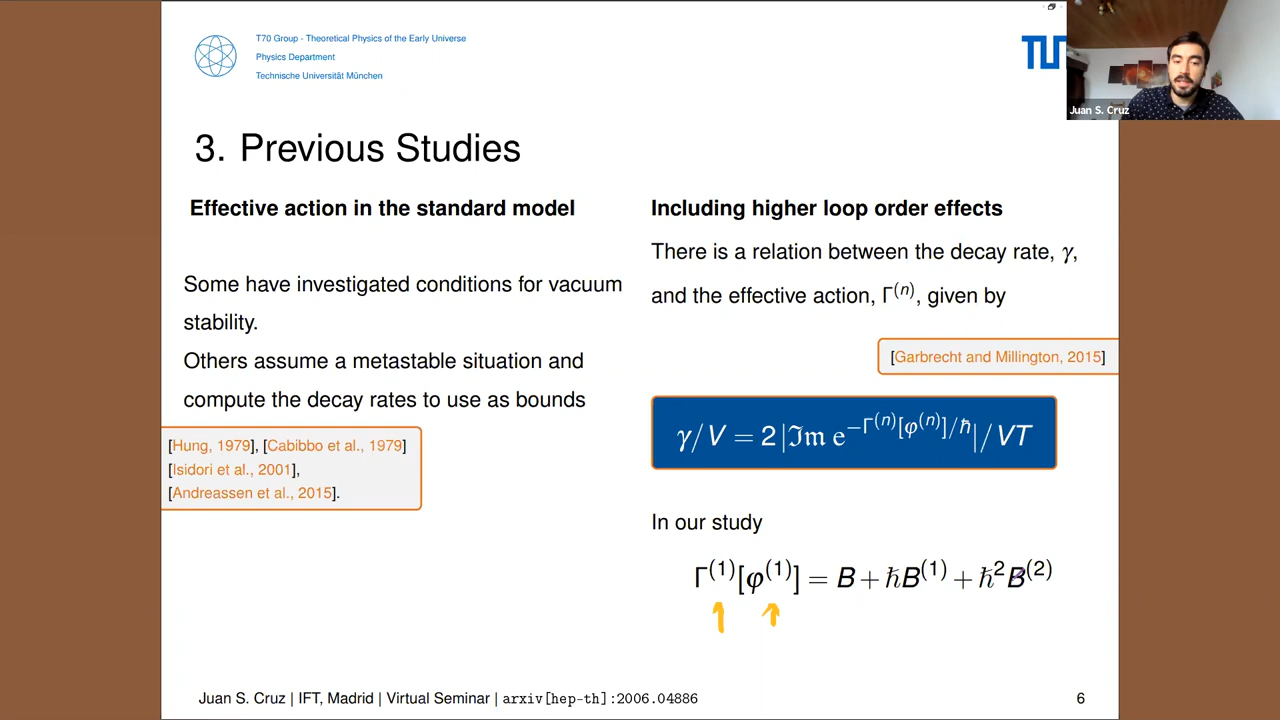 T70 Group - Theoretical Physics of the Early Universe
Physics Department
Technische Universität München
TUM
Juan S. Cruz
3. Previous Studies
Effective action in the standard model
Some have investigated conditions for vacuum
stability.
Others assume a metastable situation and
compute the decay rates to use as bounds
[Hung, 1979], [Cabibbo et al., 1979]
[Isidori et al., 2001],
[Andreassen et al., 2015].
Including higher loop order effects
There is a relation between the decay rate, γ,
and the effective action, Γ⁽ⁿ⁾, given by
[Garbrecht and Millington, 2015]
γ/V = 2|ℑm e^{−Γ⁽ⁿ⁾[φ⁽ⁿ⁾]/ℏ}|/VT
In our study
Γ⁽¹⁾[φ⁽¹⁾] = B + ℏB⁽¹⁾ + ℏ²B⁽²⁾
Juan S. Cruz | IFT, Madrid | Virtual Seminar | arxiv[hep-th]:2006.04886
6